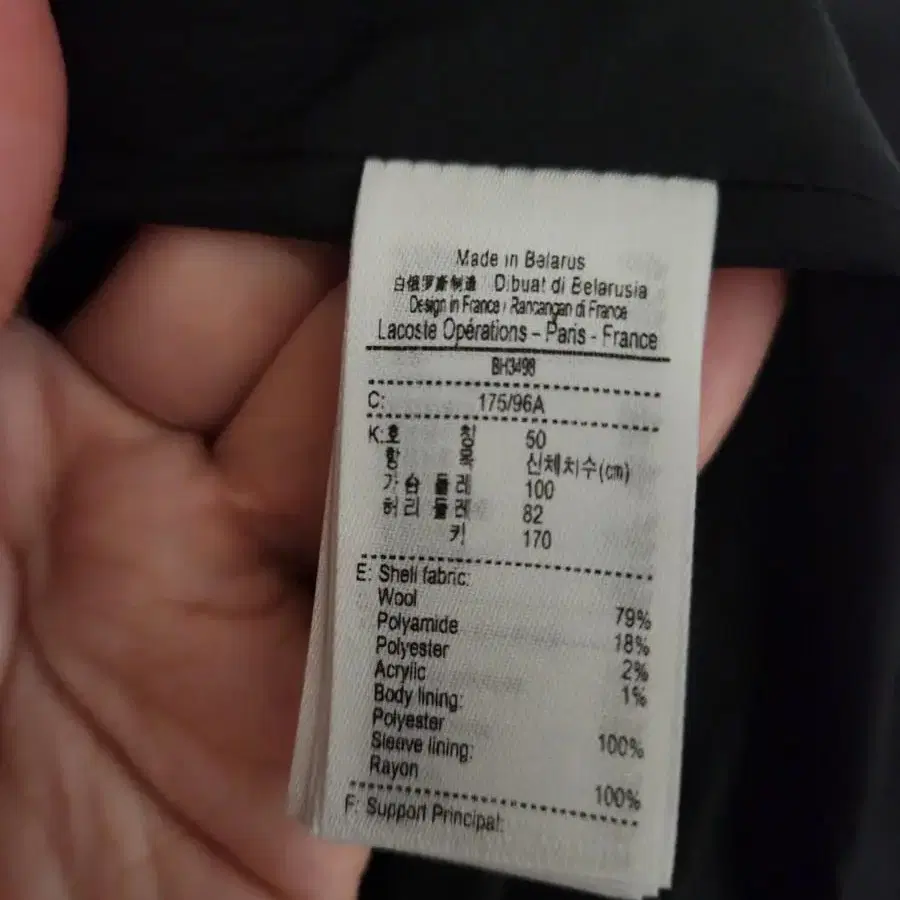 Made in Belarus
白俄罗斯制造 Dibuat di Belarusia
Design in France / Rancangan di France
Lacoste Opérations – Paris - France
BH3498
C: 175/96A
K:호 칭 50
항 목 신체치수(cm)
가슴 둘레 100
허리 둘레 82
키 170
E: Shell fabric:
Wool 79%
Polyamide 18%
Polyester 2%
Acrylic 1%
Body lining:
Polyester 100%
Sleeve lining:
Rayon 100%
F: Support Principal: